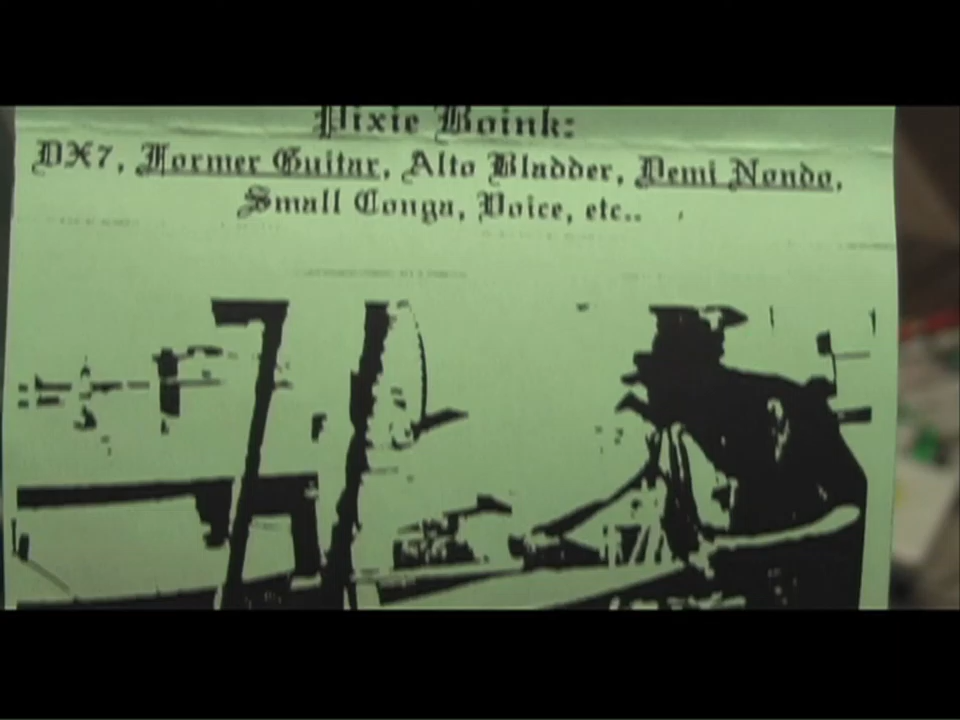 Pixie Boink:
DX7, Former Guitar, Alto Bladder, Demi Nondo,
Small Conga, Voice, etc..